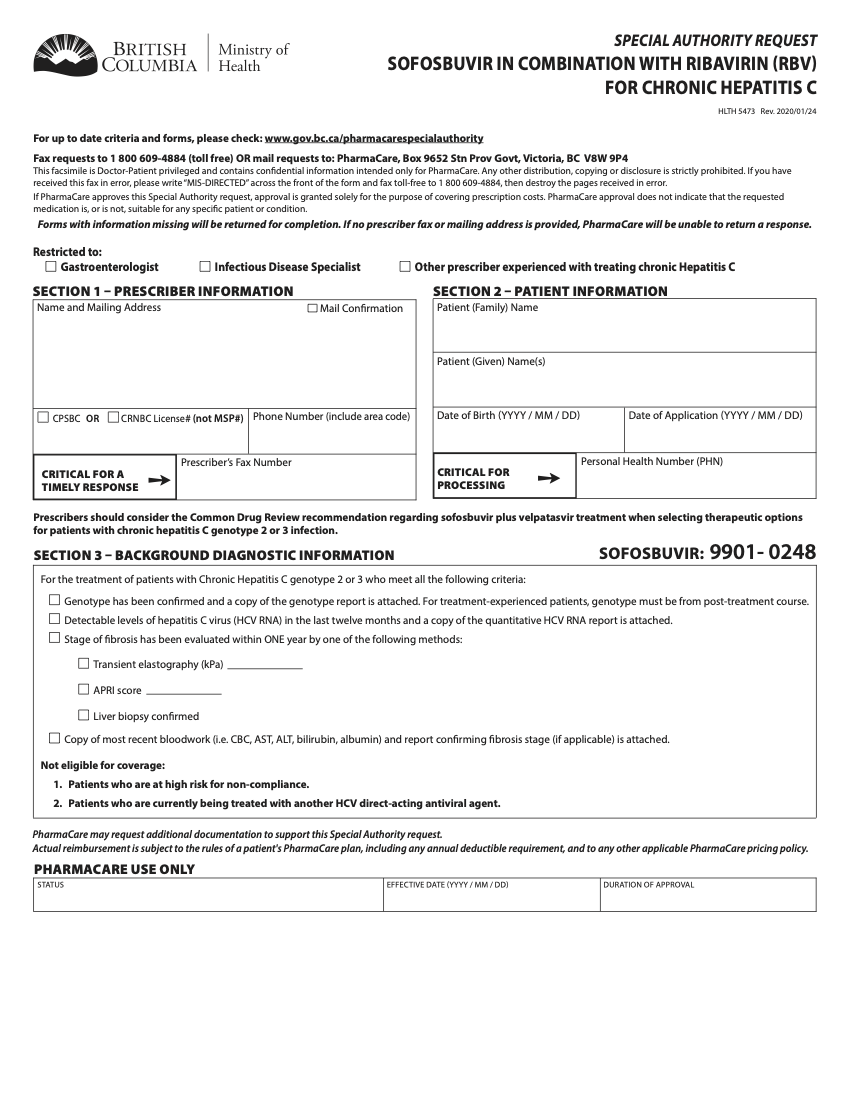 BRITISH
COLUMBIA
Ministry of
Health
SPECIAL AUTHORITY REQUEST
SOFOSBUVIR IN COMBINATION WITH RIBAVIRIN (RBV)
FOR CHRONIC HEPATITIS C
HLTH 5473 Rev. 2020/01/24
For up to date criteria and forms, please check: www.gov.bc.ca/pharmacarespecialauthority
Fax requests to 1 800 609-4884 (toll free) OR mail requests to: PharmaCare, Box 9652 Stn Prov Govt, Victoria, BC V8W 9P4
This facsimile is Doctor-Patient privileged and contains confidential information intended only for PharmaCare. Any other distribution, copying or disclosure is strictly prohibited. If you have
received this fax in error, please write "MIS-DIRECTED" across the front of the form and fax toll-free to 1 800 609-4884, then destroy the pages received in error.
If PharmaCare approves this Special Authority request, approval is granted solely for the purpose of covering prescription costs. PharmaCare approval does not indicate that the requested
medication is, or is not, suitable for any specific patient or condition.
Forms with information missing will be returned for completion. If no prescriber fax or mailing address is provided, PharmaCare will be unable to return a response.
Restricted to:
Gastroenterologist Infectious Disease Specialist Other prescriber experienced with treating chronic Hepatitis C
SECTION 1 – PRESCRIBER INFORMATION
Name and Mailing Address Mail Confirmation
CPSBC OR CRNBC License# (not MSP#) Phone Number (include area code)
CRITICAL FOR A
TIMELY RESPONSE
Prescriber's Fax Number
SECTION 2 – PATIENT INFORMATION
Patient (Family) Name
Patient (Given) Name(s)
Date of Birth (YYYY / MM / DD) Date of Application (YYYY / MM / DD)
CRITICAL FOR
PROCESSING
Personal Health Number (PHN)
Prescribers should consider the Common Drug Review recommendation regarding sofosbuvir plus velpatasvir treatment when selecting therapeutic options
for patients with chronic hepatitis C genotype 2 or 3 infection.
SECTION 3 – BACKGROUND DIAGNOSTIC INFORMATION SOFOSBUVIR: 9901- 0248
For the treatment of patients with Chronic Hepatitis C genotype 2 or 3 who meet all the following criteria:
Genotype has been confirmed and a copy of the genotype report is attached. For treatment-experienced patients, genotype must be from post-treatment course.
Detectable levels of hepatitis C virus (HCV RNA) in the last twelve months and a copy of the quantitative HCV RNA report is attached.
Stage of fibrosis has been evaluated within ONE year by one of the following methods:
Transient elastography (kPa) ____________
APRI score ____________
Liver biopsy confirmed
Copy of most recent bloodwork (i.e. CBC, AST, ALT, bilirubin, albumin) and report confirming fibrosis stage (if applicable) is attached.
Not eligible for coverage:
1. Patients who are at high risk for non-compliance.
2. Patients who are currently being treated with another HCV direct-acting antiviral agent.
PharmaCare may request additional documentation to support this Special Authority request.
Actual reimbursement is subject to the rules of a patient's PharmaCare plan, including any annual deductible requirement, and to any other applicable PharmaCare pricing policy.
PHARMACARE USE ONLY
STATUS EFFECTIVE DATE (YYYY / MM / DD) DURATION OF APPROVAL